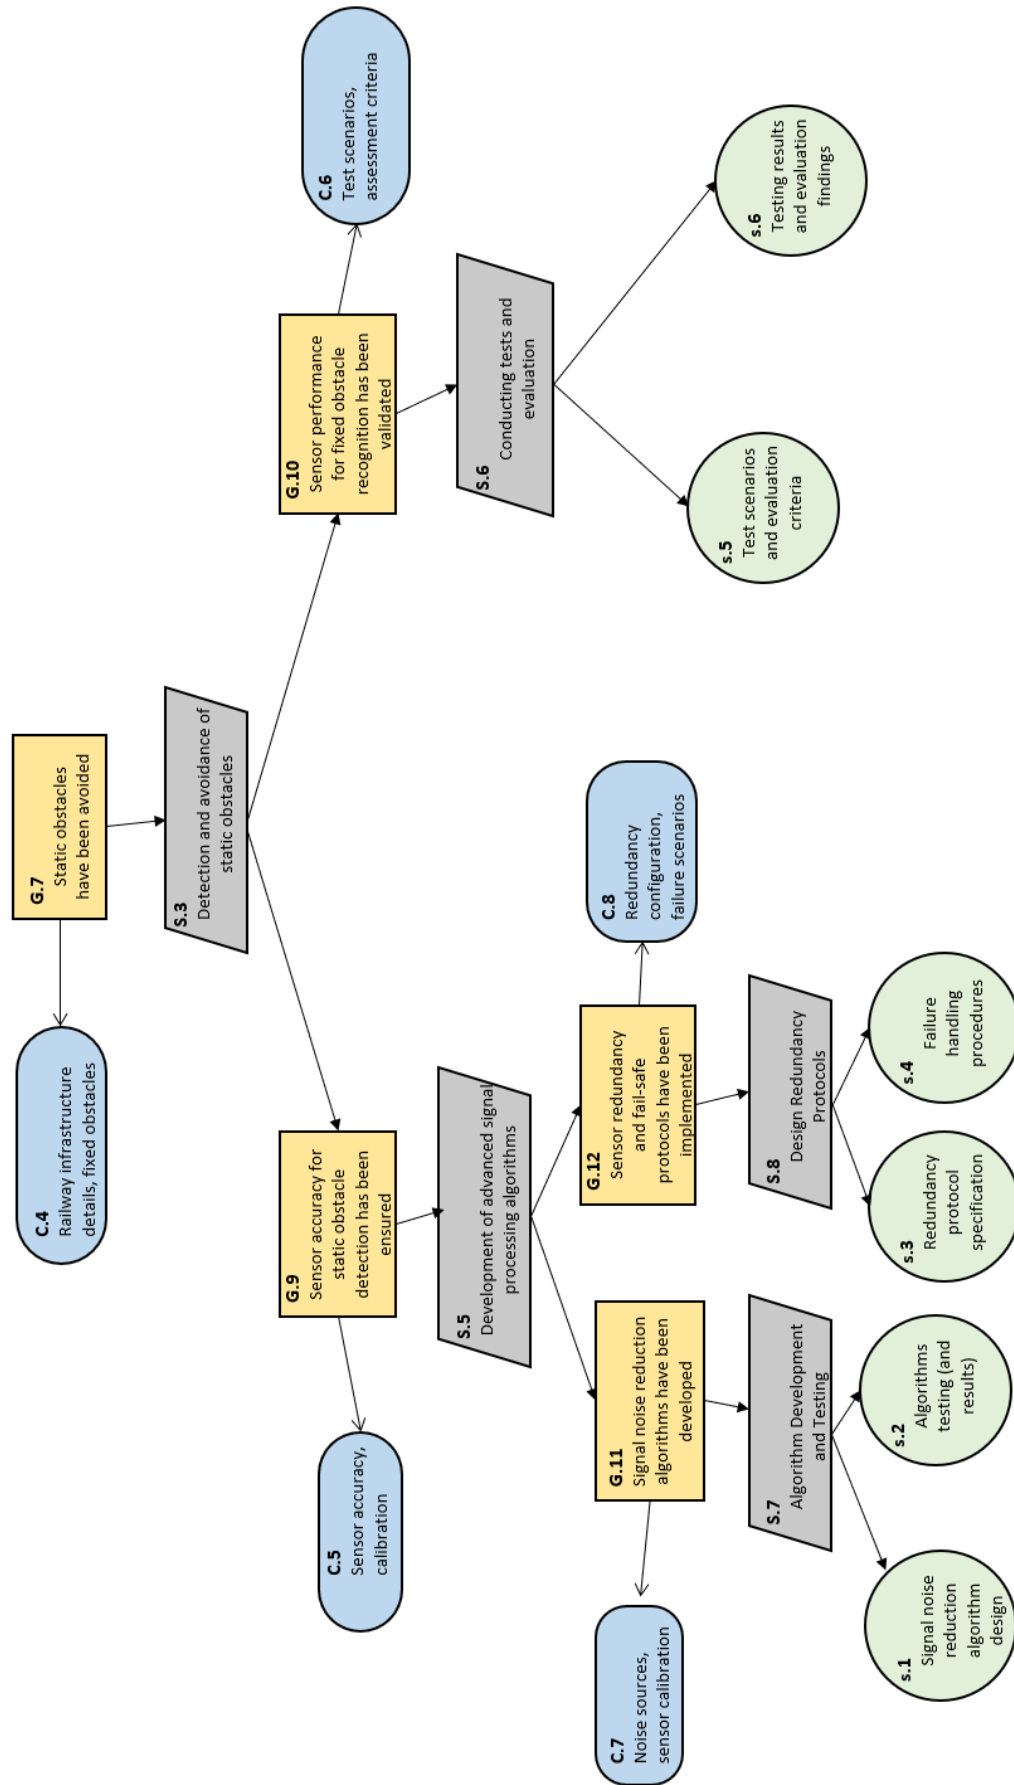 G.7
Static obstacles
have been avoided
C.4
Railway infrastructure
details, fixed obstacles
S.3
Detection and avoidance of
static obstacles
G.9
Sensor accuracy for
static obstacle
detection has been
ensured
G.10
Sensor performance
for fixed obstacle
recognition has been
validated
C.5
Sensor accuracy,
calibration
C.6
Test scenarios,
assessment criteria
S.5
Development of advanced signal
processing algorithms
S.6
Conducting tests and
evaluation
C.7
Noise sources,
sensor calibration
G.11
Signal noise reduction
algorithms have been
developed
G.12
Sensor redundancy
and fail-safe
protocols have been
implemented
C.8
Redundancy
configuration,
failure scenarios
s.5
Test scenarios
and evaluation
criteria
s.6
Testing results
and evaluation
findings
S.7
Algorithm Development
and Testing
S.8
Design Redundancy
Protocols
s.1
Signal noise
reduction
algorithm
design
s.2
Algorithms
testing (and
results)
s.3
Redundancy
protocol
specification
s.4
Failure
handling
procedures